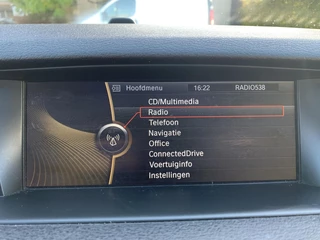 Hoofdmenu 16:22 RADIO538
CD/Multimedia
Radio
Telefoon
Navigatie
Office
ConnectedDrive
Voertuiginfo
Instellingen